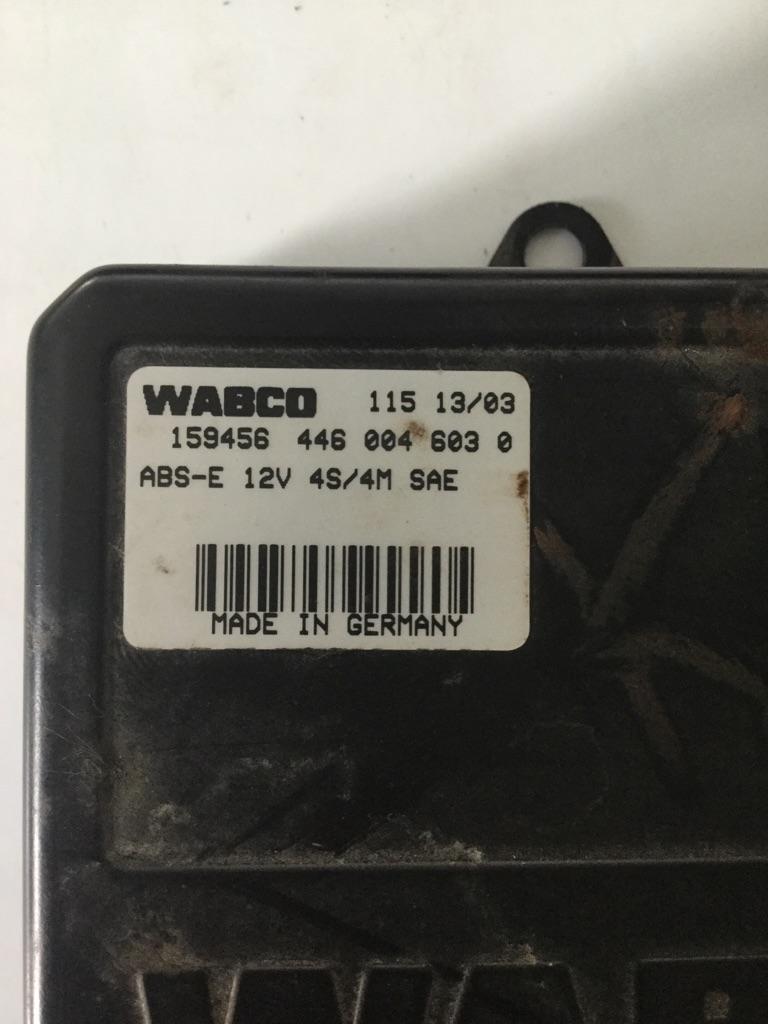 WABCO 115 13/03
159456 446 004 603 0
ABS-E 12V 4S/4M SAE
MADE IN GERMANY